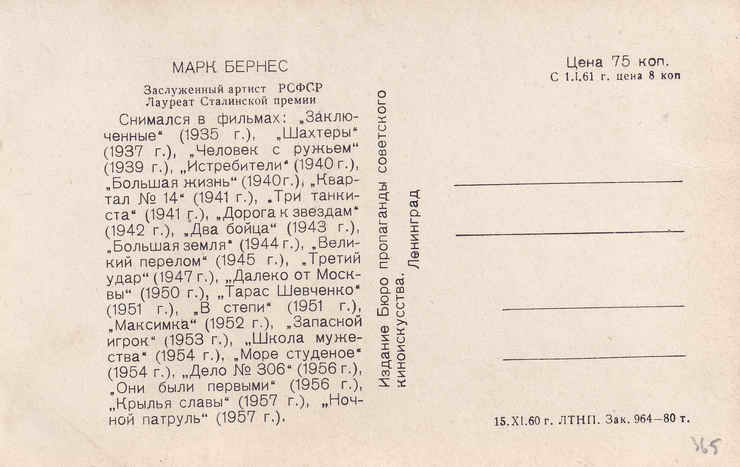 МАРК БЕРНЕС
Заслуженный артист РСФСР
Лауреат Сталинской премии
Снимался в фильмах: „Заклю-
ченные“ (1935 г.), „Шахтеры“
(1937 г.), „Человек с ружьем“
(1939 г.), „Истребители“ (1940 г.),
„Большая жизнь“ (1940г.), „Квар-
тал № 14“ (1941 г.), „Три танки-
ста“ (1941 г.), „Дорога к звездам“
(1942 г.), „Два бойца“ (1943 г.),
„Большая земля“ (1944 г.), „Вели-
кий перелом“ (1945 г.), „Третий
удар“ (1947 г.), „Далеко от Моск-
вы“ (1950 г.), „Тарас Шевченко“
(1951 г.), „В степи“ (1951 г.),
„Максимка“ (1952 г.), „Запасной
игрок“ (1953 г.), „Школа муже-
ства“ (1954 г.), „Море студеное“
(1954 г.), „Дело № 306“ (1956 г.),
„Они были первыми“ (1956 г.),
„Крылья славы“ (1957 г.), „Ноч-
ной патруль“ (1957 г.).
Издание Бюро пропаганды советского
киноискусства.
Ленинград
Цена 75 коп.
С 1.I.61 г. цена 8 коп
15.XI.60 г. ЛТНП. Зак. 964—80 т.
365